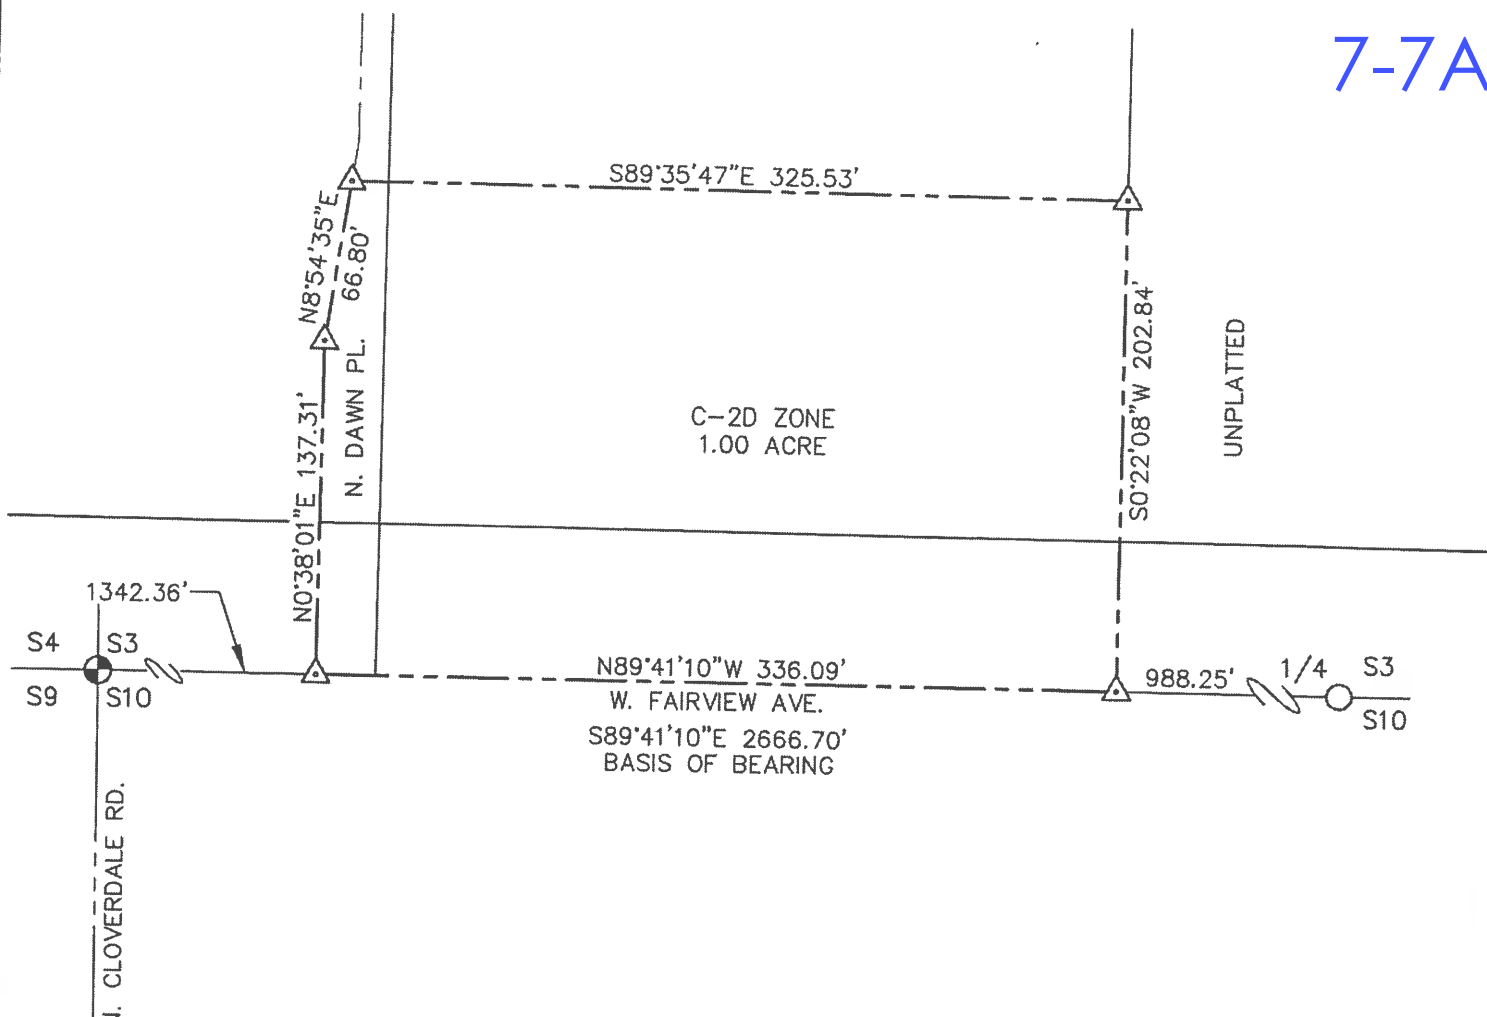 7-7A
S89°35'47"E 325.53'
N8°54'35"E
66.80'
N. DAWN PL.
N0°38'01"E 137.31'
C-2D ZONE
1.00 ACRE
S0°22'08"W 202.84'
UNPLATTED
1342.36'
S4 S3
S9 S10
N89°41'10"W 336.09'
W. FAIRVIEW AVE.
S89°41'10"E 2666.70'
BASIS OF BEARING
988.25'
1/4 S3
S10
N. CLOVERDALE RD.